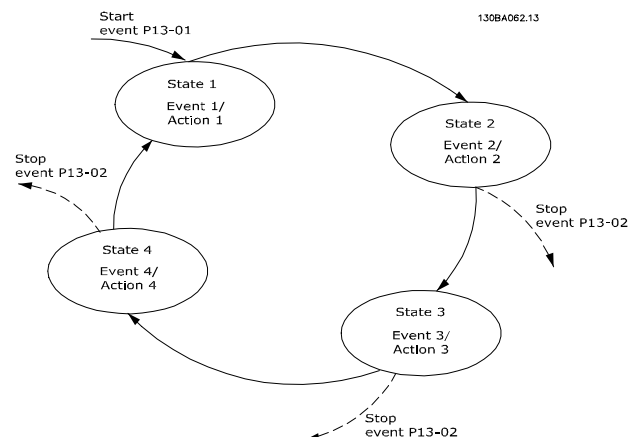 Start
event P13-01
130BA062.13
State 1
Event 1/
Action 1
State 2
Event 2/
Action 2
Stop
event P13-02
Stop
event P13-02
State 4
Event 4/
Action 4
State 3
Event 3/
Action 3
Stop
event P13-02